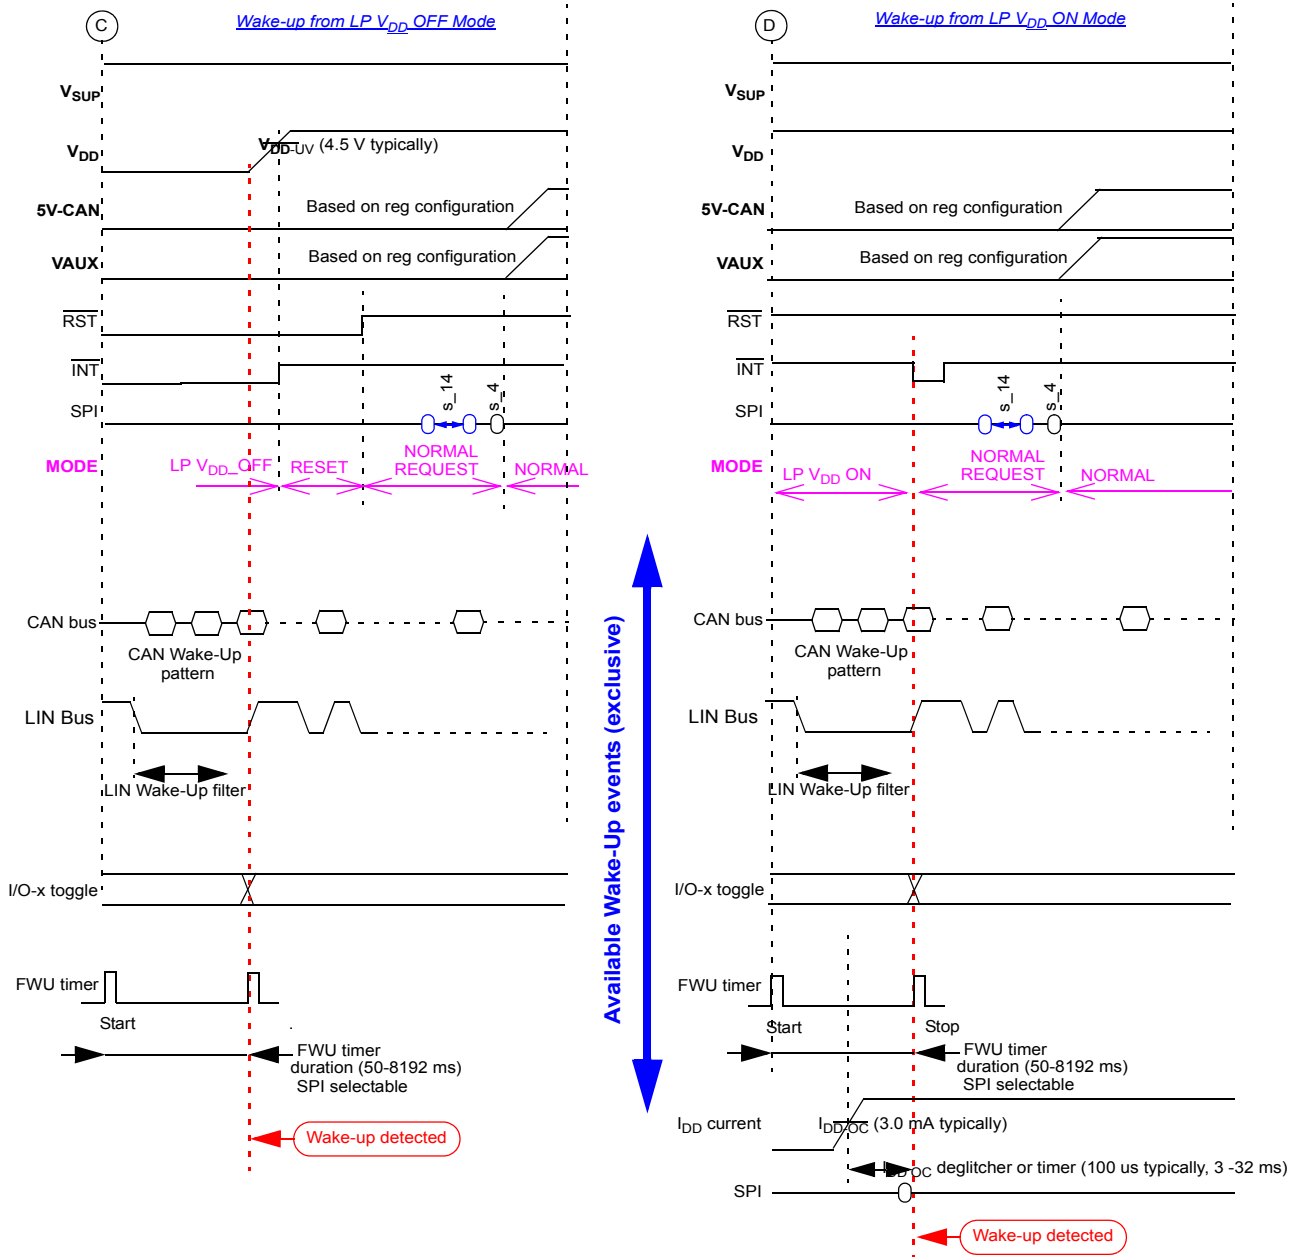 C
Wake-up from LP VDD OFF Mode
VSUP
VDD
VDD-UV (4.5 V typically)
5V-CAN
Based on reg configuration
VAUX
Based on reg configuration
RST
INT
SPI
s_14
s_4
MODE
LP VDD_OFF
RESET
NORMAL
REQUEST
NORMAL
CAN bus
CAN Wake-Up
pattern
LIN Bus
LIN Wake-Up filter
I/O-x toggle
FWU timer
Start
FWU timer
duration (50-8192 ms)
SPI selectable
Wake-up detected
Available Wake-Up events (exclusive)
D
Wake-up from LP VDD ON Mode
VSUP
VDD
5V-CAN
Based on reg configuration
VAUX
Based on reg configuration
RST
INT
SPI
s_14
s_4
MODE
LP VDD ON
NORMAL
REQUEST
NORMAL
CAN bus
CAN Wake-Up
pattern
LIN Bus
LIN Wake-Up filter
I/O-x toggle
FWU timer
Start
Stop
FWU timer
duration (50-8192 ms)
SPI selectable
IDD current
IDD-OC (3.0 mA typically)
IDD-OC deglitcher or timer (100 us typically, 3 -32 ms)
SPI
Wake-up detected